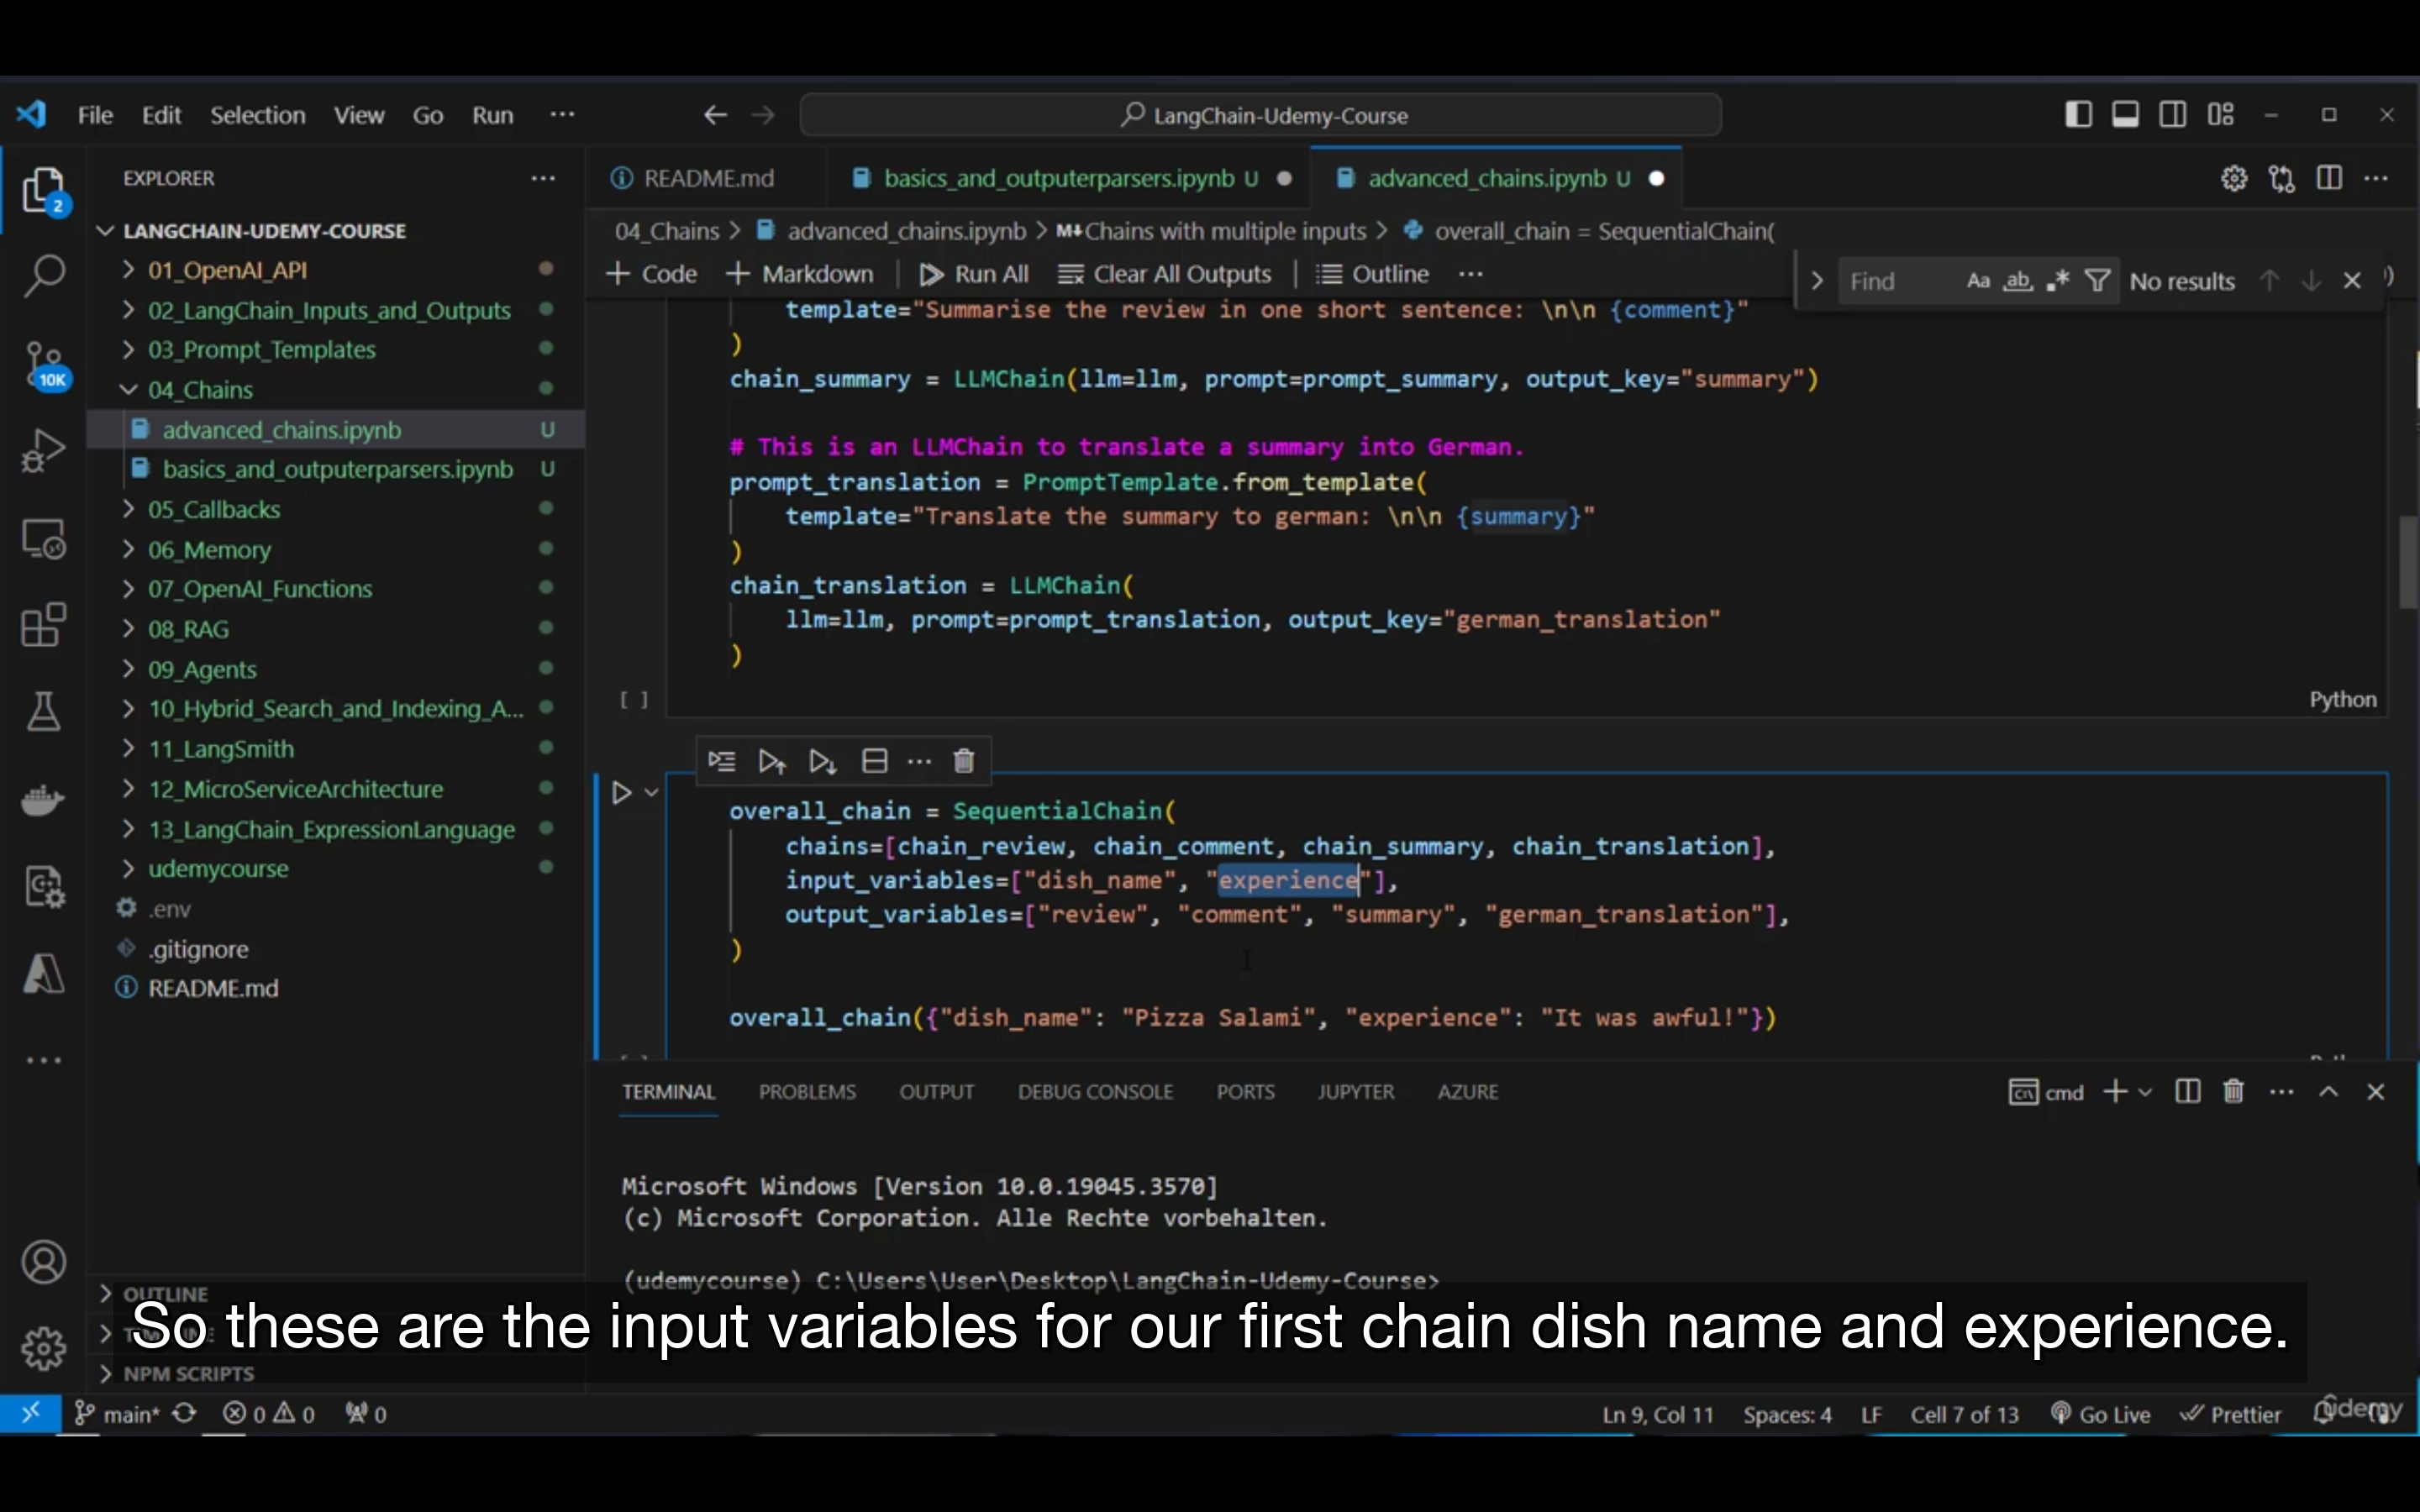 File Edit Selection View Go Run ...
LangChain-Udemy-Course
EXPLORER
README.md
basics_and_outputerparsers.ipynb U
advanced_chains.ipynb U
2
LANGCHAIN-UDEMY-COURSE
01_OpenAI_API
02_LangChain_Inputs_and_Outputs
03_Prompt_Templates
04_Chains
advanced_chains.ipynb U
basics_and_outputerparsers.ipynb U
05_Callbacks
06_Memory
07_OpenAI_Functions
08_RAG
09_Agents
10_Hybrid_Search_and_Indexing_A...
11_LangSmith
12_MicroServiceArchitecture
13_LangChain_ExpressionLanguage
udemycourse
.env
.gitignore
README.md
10K
04_Chains > advanced_chains.ipynb > M↓Chains with multiple inputs > overall_chain = SequentialChain(
+ Code + Markdown | Run All Clear All Outputs | Outline ...
Find Aa ab .* No results
template="Summarise the review in one short sentence: \n\n {comment}"
)
chain_summary = LLMChain(llm=llm, prompt=prompt_summary, output_key="summary")
# This is an LLMChain to translate a summary into German.
prompt_translation = PromptTemplate.from_template(
template="Translate the summary to german: \n\n {summary}"
)
chain_translation = LLMChain(
llm=llm, prompt=prompt_translation, output_key="german_translation"
)
[ ] Python
overall_chain = SequentialChain(
chains=[chain_review, chain_comment, chain_summary, chain_translation],
input_variables=["dish_name", "experience"],
output_variables=["review", "comment", "summary", "german_translation"],
)
overall_chain({"dish_name": "Pizza Salami", "experience": "It was awful!"})
TERMINAL PROBLEMS OUTPUT DEBUG CONSOLE PORTS JUPYTER AZURE
cmd
Microsoft Windows [Version 10.0.19045.3570]
(c) Microsoft Corporation. Alle Rechte vorbehalten.
(udemycourse) C:\Users\User\Desktop\LangChain-Udemy-Course>
OUTLINE
So these are the input variables for our first chain dish name and experience.
NPM SCRIPTS
main* 0 0 0
Ln 9, Col 11 Spaces: 4 LF Cell 7 of 13 Go Live Prettier
udemy